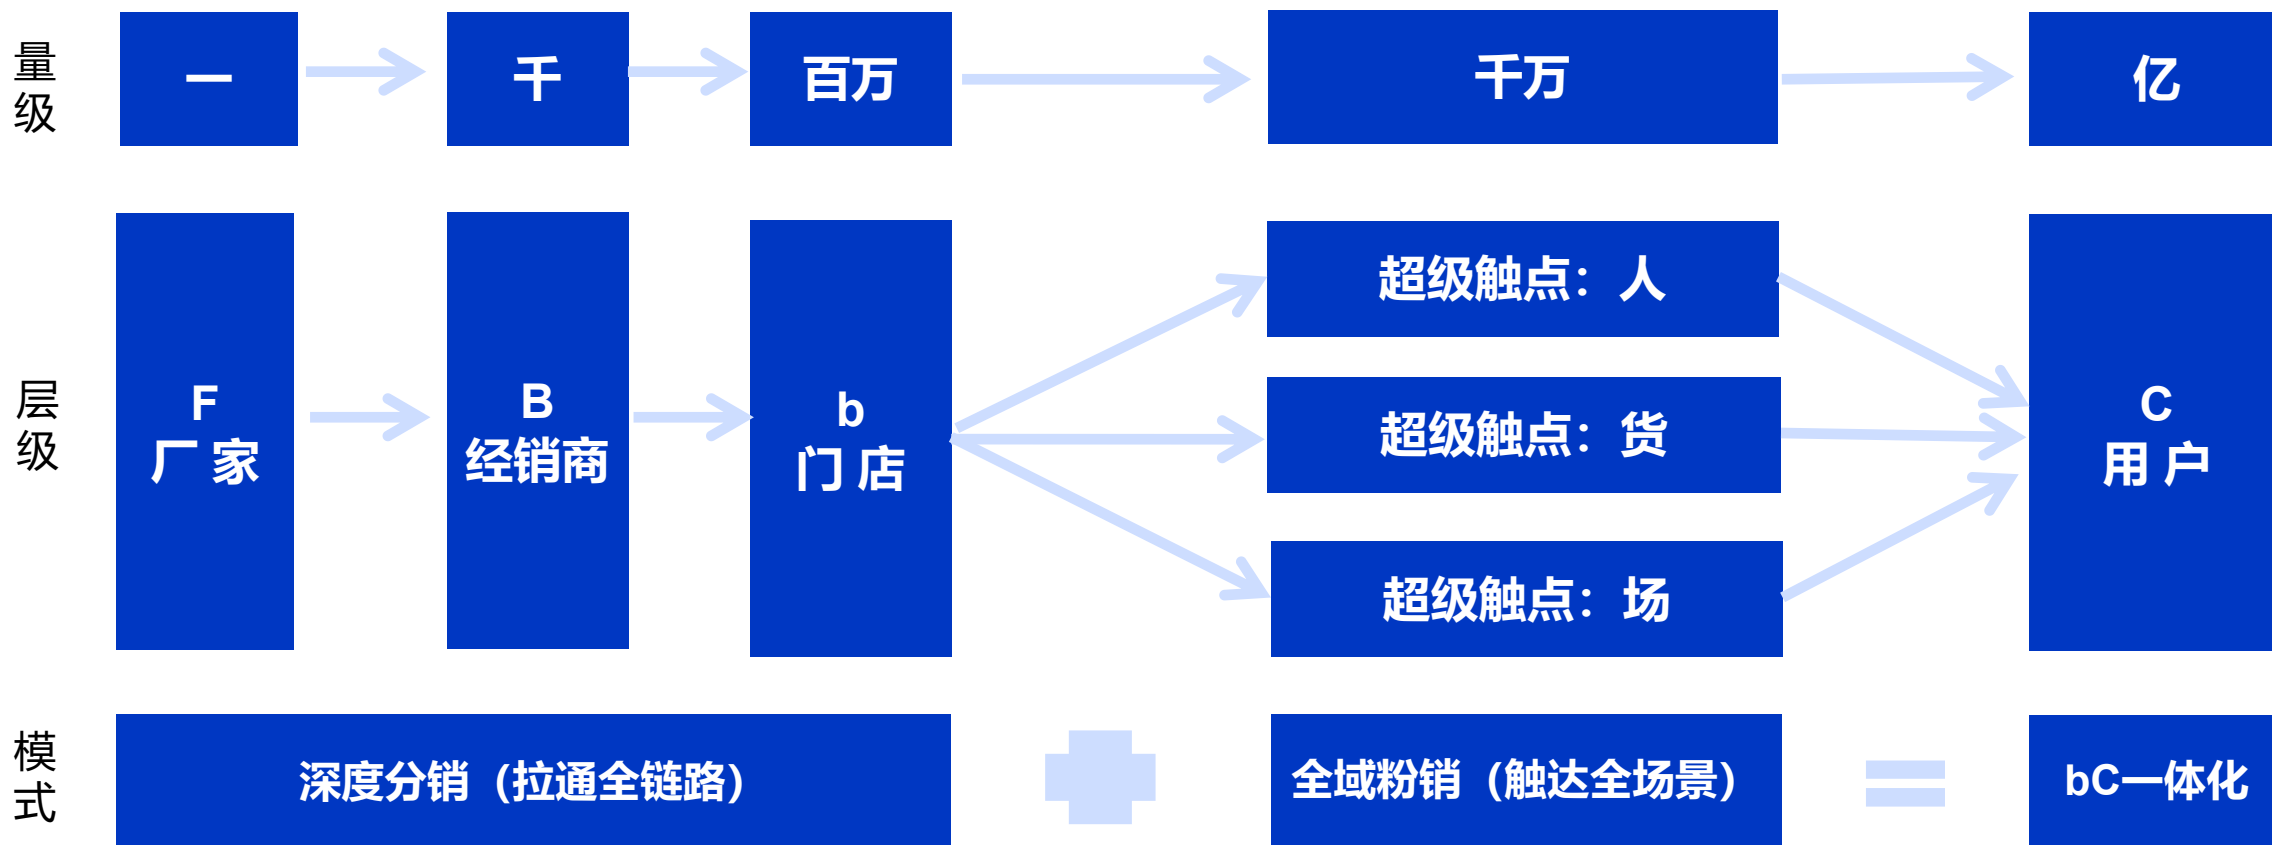 量级
一
千
百万
千万
亿
层级
F
厂 家
B
经销商
b
门 店
超级触点：人
超级触点：货
超级触点：场
C
用 户
模式
深度分销（拉通全链路）
全域粉销（触达全场景）
bC一体化